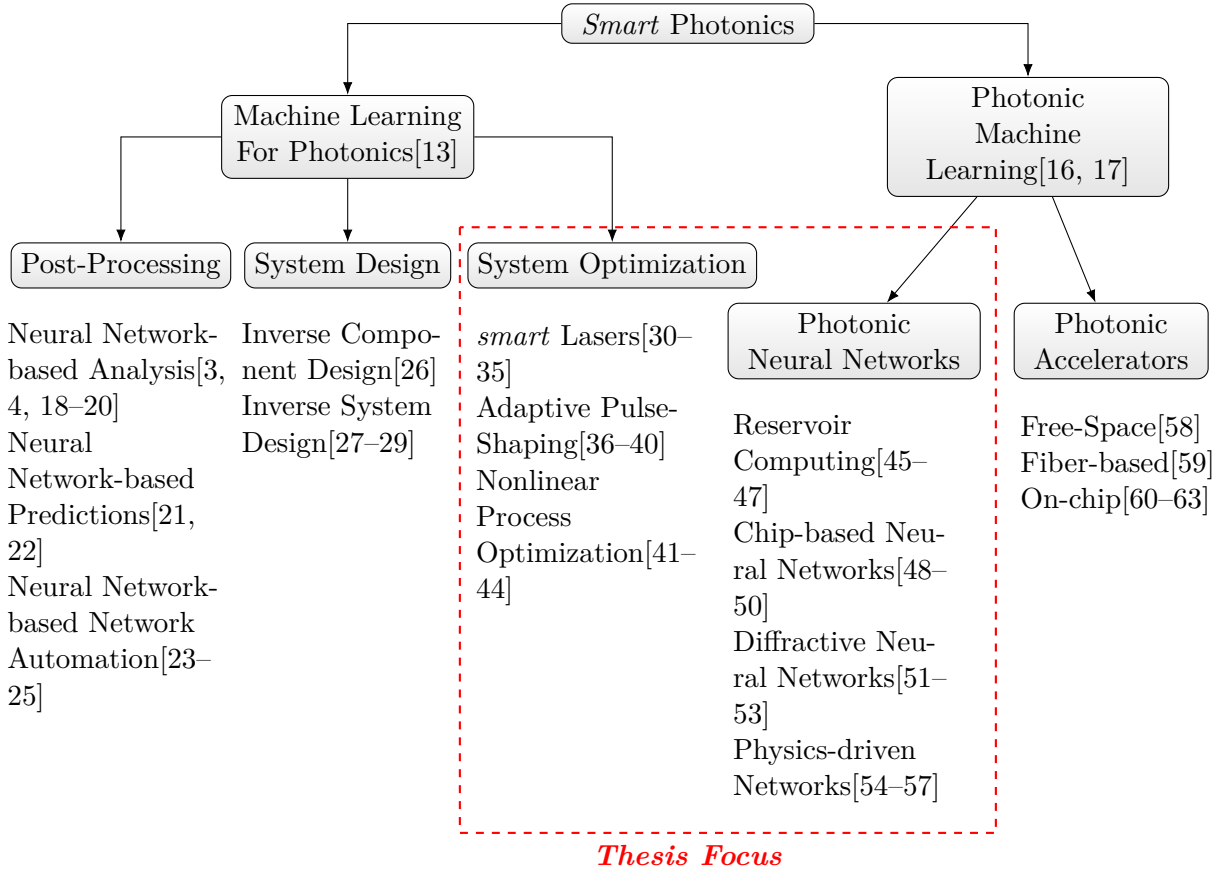 Smart Photonics
Machine Learning
For Photonics[13]
Photonic
Machine
Learning[16, 17]
Post-Processing
System Design
System Optimization
Neural Network-
based Analysis[3,
4, 18–20]
Neural
Network-based
Predictions[21,
22]
Neural Network-
based Network
Automation[23–
25]
Inverse Compo-
nent Design[26]
Inverse System
Design[27–29]
smart Lasers[30–
35]
Adaptive Pulse-
Shaping[36–40]
Nonlinear
Process
Optimization[41–
44]
Photonic
Neural Networks
Reservoir
Computing[45–
47]
Chip-based Neu-
ral Networks[48–
50]
Diffractive Neu-
ral Networks[51–
53]
Physics-driven
Networks[54–57]
Photonic
Accelerators
Free-Space[58]
Fiber-based[59]
On-chip[60–63]
Thesis Focus